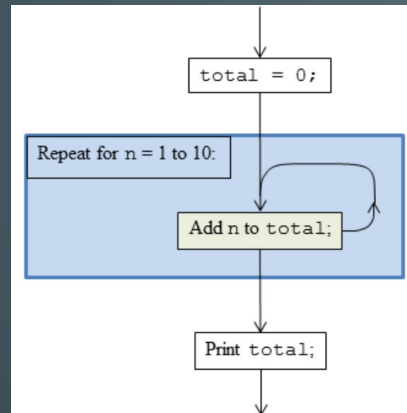 total = 0;
Repeat for n = 1 to 10:
Add n to total;
Print total;